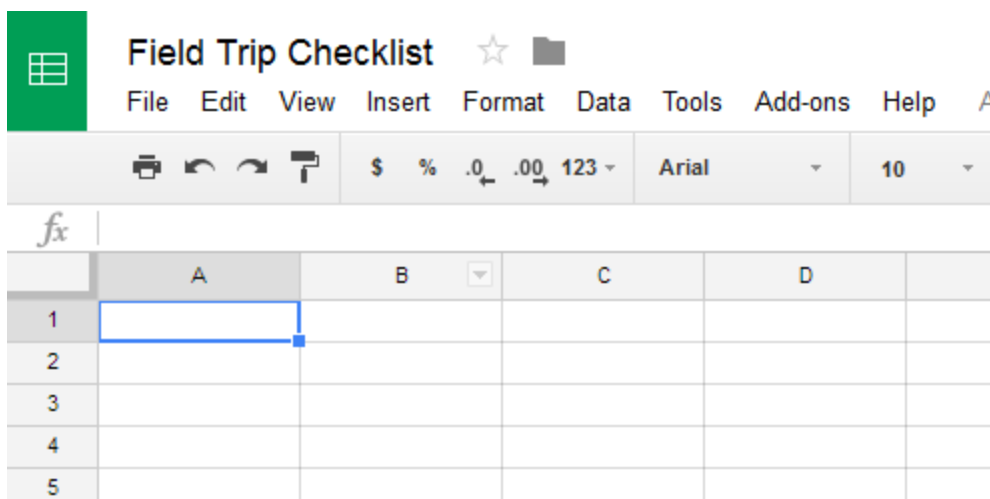 Field Trip Checklist
File Edit View Insert Format Data Tools Add-ons Help A
$ % .0 .00 123 Arial 10
fx
A B C D
1
2
3
4
5